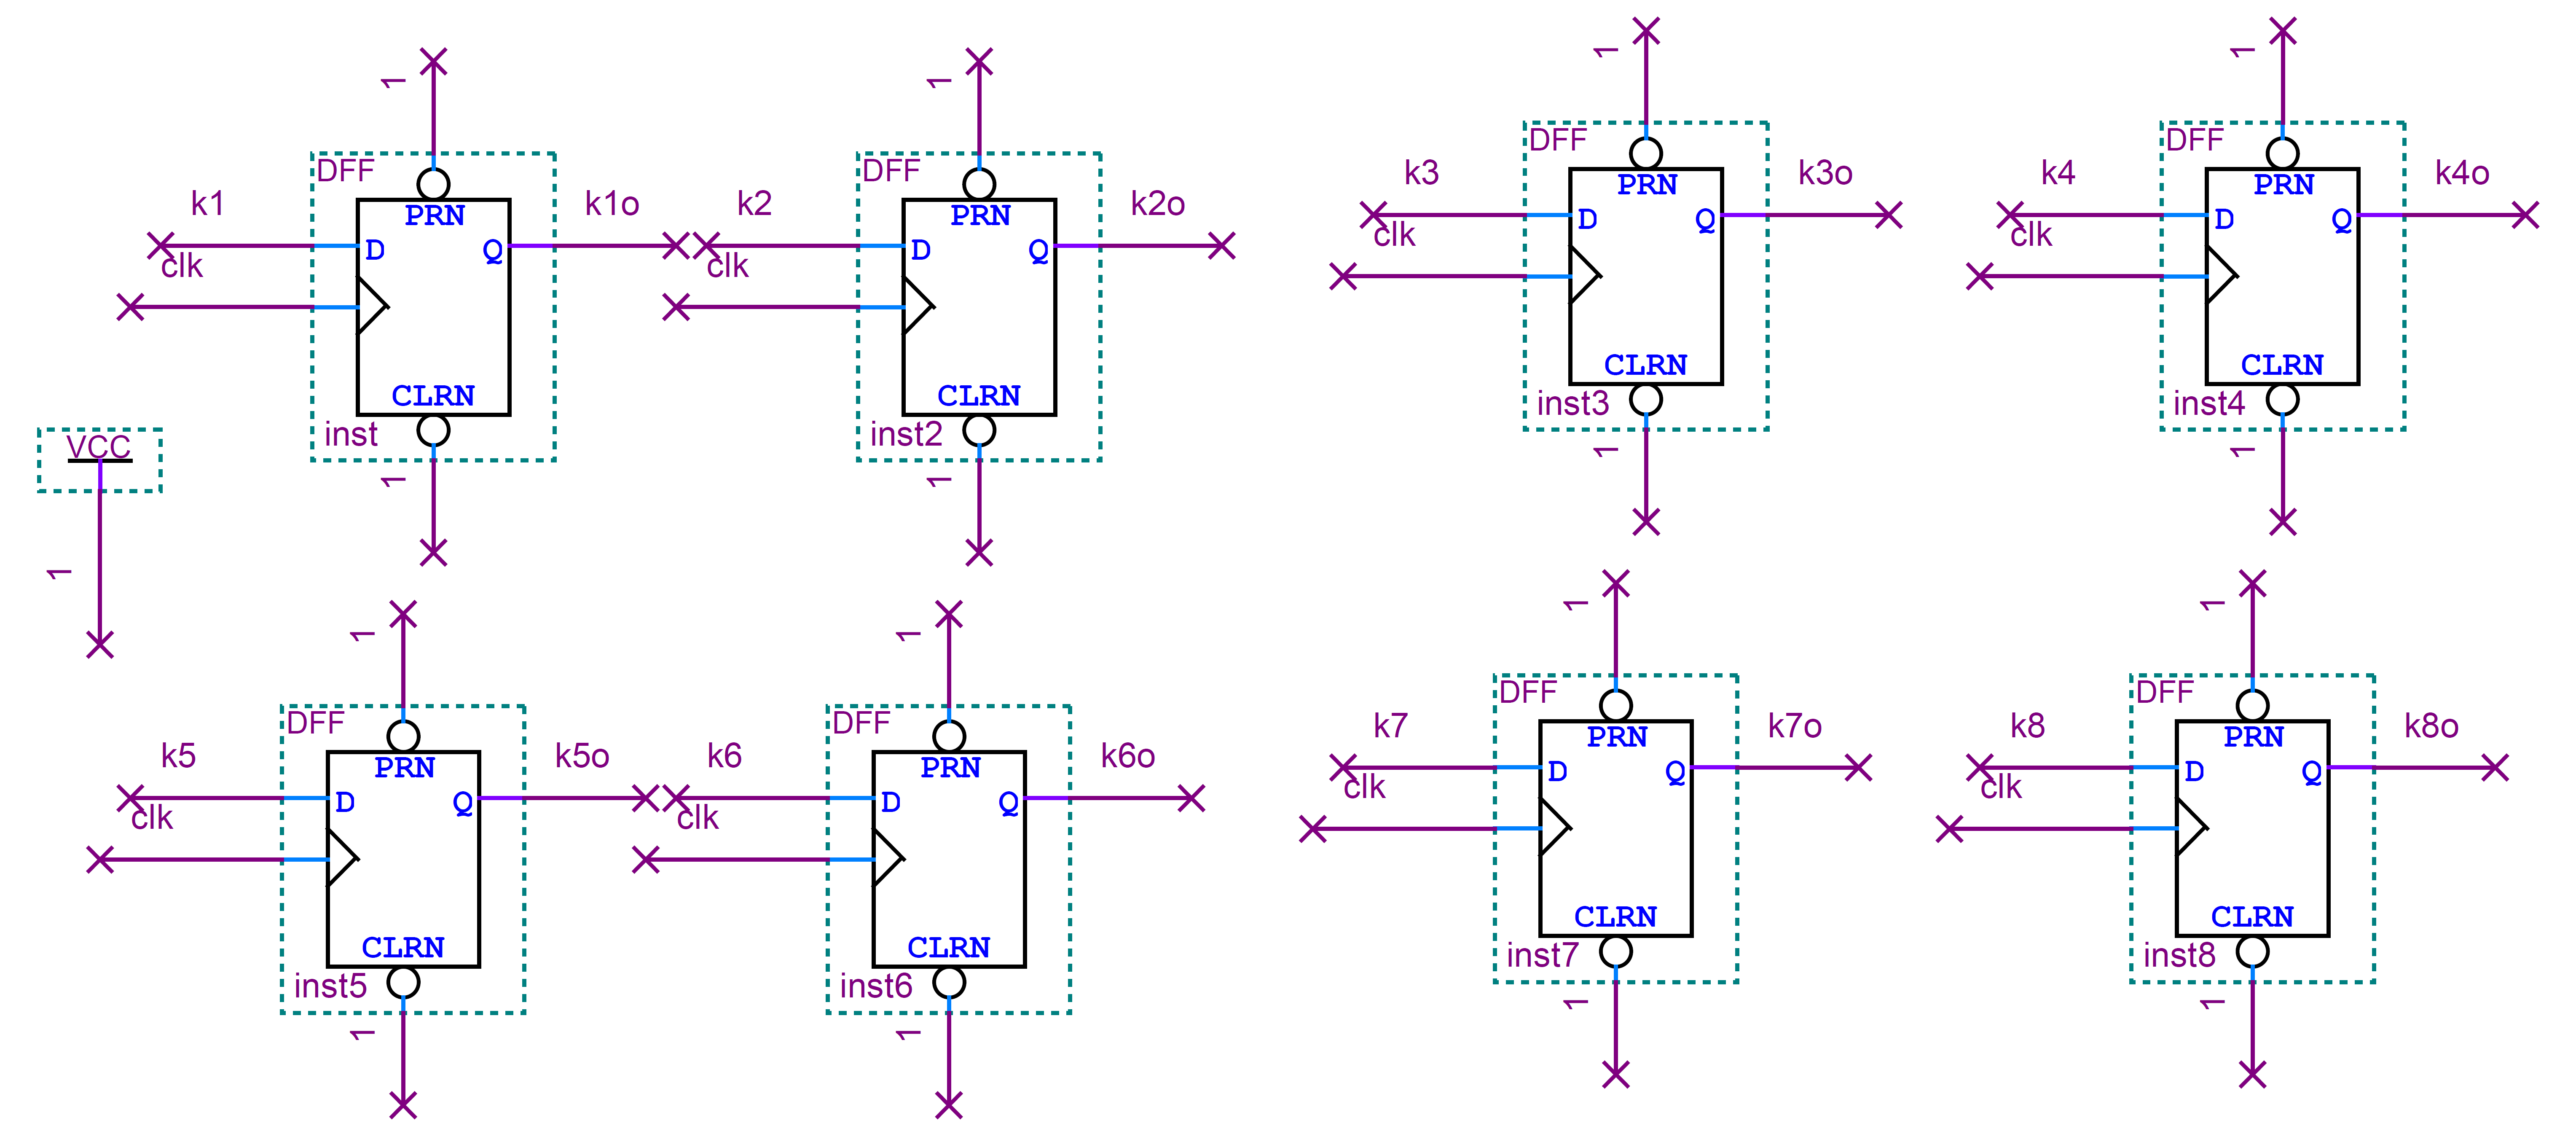 1
DFF
PRN
k1
D
Q
k1o
clk
CLRN
inst
1
1
DFF
PRN
k2
D
Q
k2o
clk
CLRN
inst2
1
1
DFF
PRN
k3
D
Q
k3o
clk
CLRN
inst3
1
1
DFF
PRN
k4
D
Q
k4o
clk
CLRN
inst4
1
VCC
1
1
DFF
PRN
k5
D
Q
k5o
clk
CLRN
inst5
1
1
DFF
PRN
k6
D
Q
k6o
clk
CLRN
inst6
1
1
DFF
PRN
k7
D
Q
k7o
clk
CLRN
inst7
1
1
DFF
PRN
k8
D
Q
k8o
clk
CLRN
inst8
1